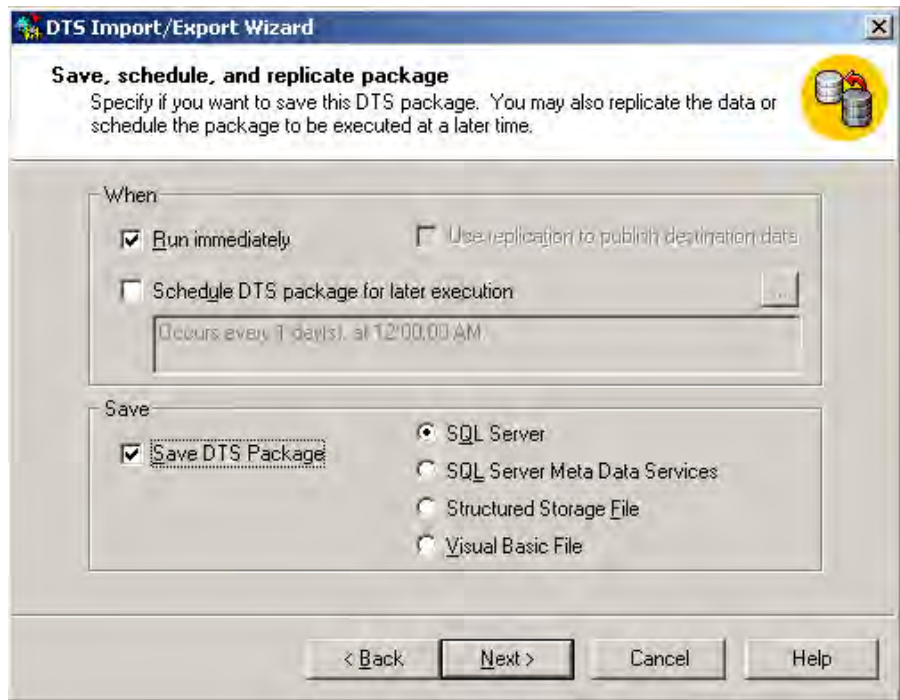 DTS Import/Export Wizard
Save, schedule, and replicate package
Specify if you want to save this DTS package. You may also replicate the data or
schedule the package to be executed at a later time.
When
Run immediately
Use replication to publish destination data
Schedule DTS package for later execution
...
Occurs every 1 day(s), at 12:00:00 AM.
Save
Save DTS Package
SQL Server
SQL Server Meta Data Services
Structured Storage File
Visual Basic File
< Back
Next >
Cancel
Help